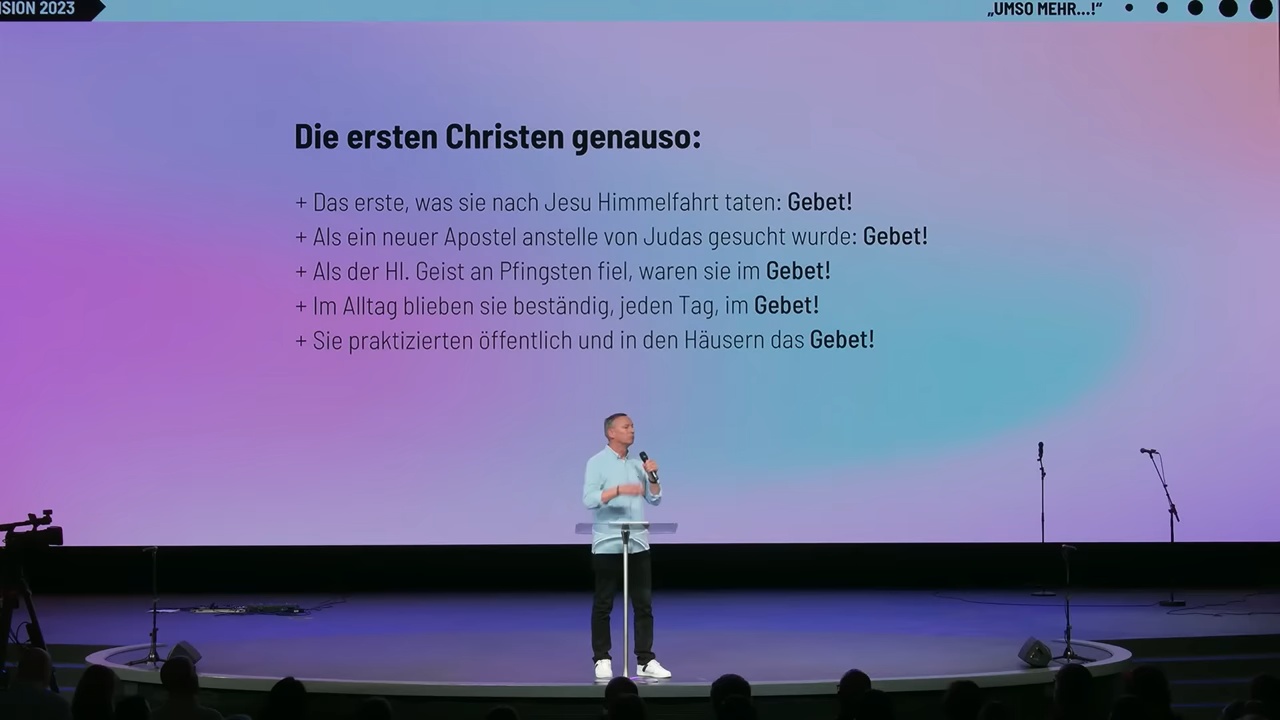 SION 2023
„UMSO MEHR...!“
Die ersten Christen genauso:
+ Das erste, was sie nach Jesu Himmelfahrt taten: Gebet!
+ Als ein neuer Apostel anstelle von Judas gesucht wurde: Gebet!
+ Als der Hl. Geist an Pfingsten fiel, waren sie im Gebet!
+ Im Alltag blieben sie beständig, jeden Tag, im Gebet!
+ Sie praktizierten öffentlich und in den Häusern das Gebet!